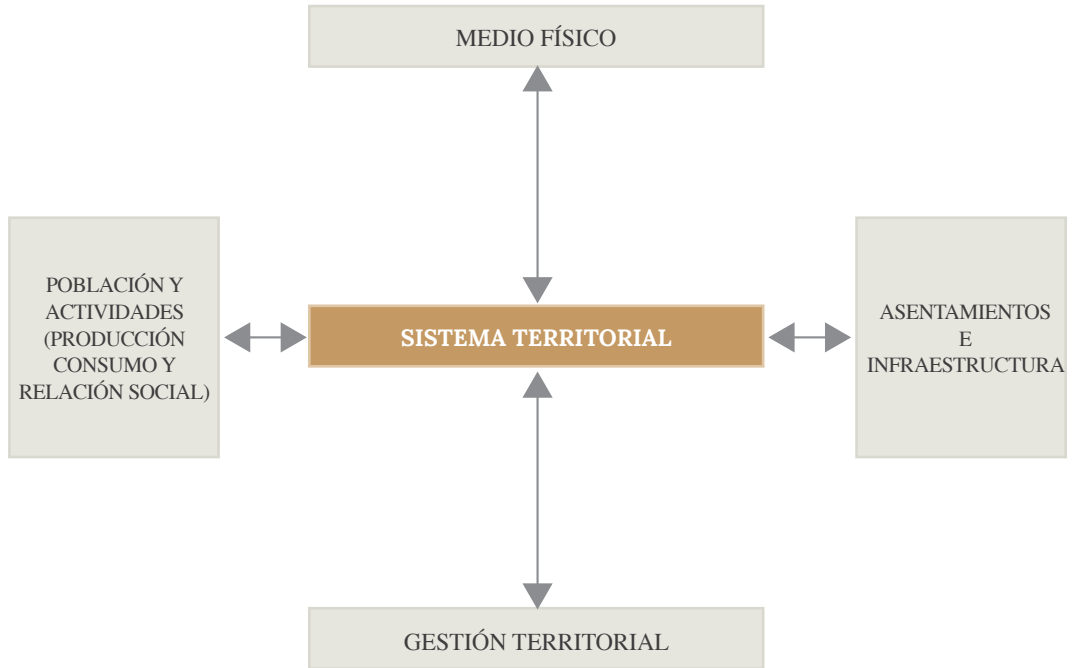 MEDIO FÍSICO
POBLACIÓN Y
ACTIVIDADES
(PRODUCCIÓN
CONSUMO Y
RELACIÓN SOCIAL)
SISTEMA TERRITORIAL
ASENTAMIENTOS
E
INFRAESTRUCTURA
GESTIÓN TERRITORIAL